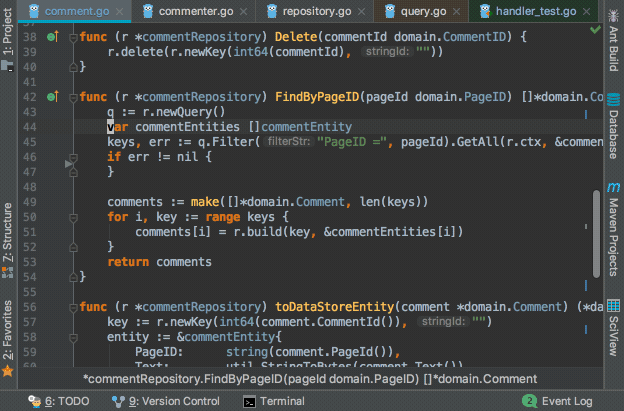 comment.go
commenter.go
repository.go
query.go
handler_test.go
1: Project
Z: Structure
2: Favorites
37
38 func (r *commentRepository) Delete(commentId domain.CommentID) {
39 r.delete(r.newKey(int64(commentId), stringId: ""))
40 }
41
42 func (r *commentRepository) FindByPageID(pageId domain.PageID) []*domain.Co
43 q := r.newQuery()
44 var commentEntities []commentEntity
45 keys, err := q.Filter( filterStr: "PageID =", pageId).GetAll(r.ctx, &commen
46 if err != nil {
47 }
48
49 comments := make([]*domain.Comment, len(keys))
50 for i, key := range keys {
51 comments[i] = r.build(key, &commentEntities[i])
52 }
53 return comments
54 }
55
56 func (r *commentRepository) toDataStoreEntity(comment *domain.Comment) (*da
57 key := r.newKey(int64(comment.CommentId()), stringId: "")
58 entity := &commentEntity{
59 PageID: string(comment.PageId()),
60 Text: util.StringToBytes(comment.Text())
*commentRepository.FindByPageID(pageId domain.PageID) []*domain.Comment
Ant Build
Database
m
Maven Projects
SciView
6: TODO
9: Version Control
Terminal
2 Event Log